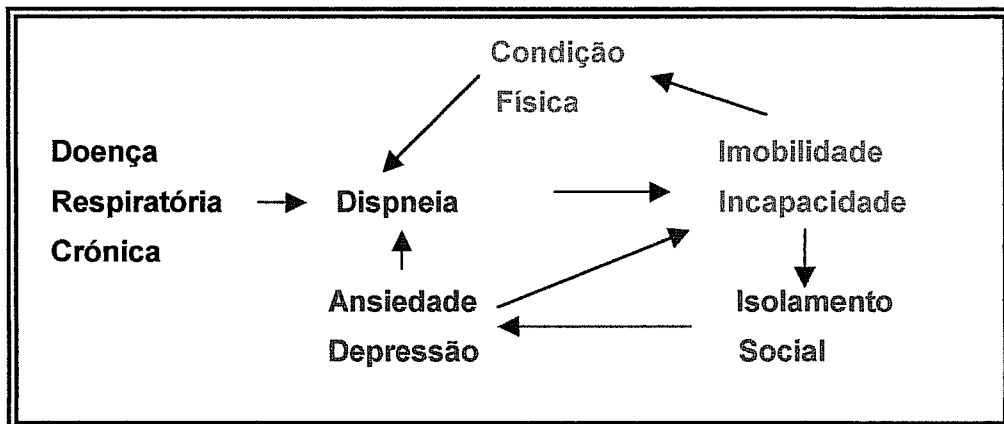 Condição
Física
Doença
Respiratória
Crónica
Dispneia
Imobilidade
Incapacidade
Ansiedade
Depressão
Isolamento
Social